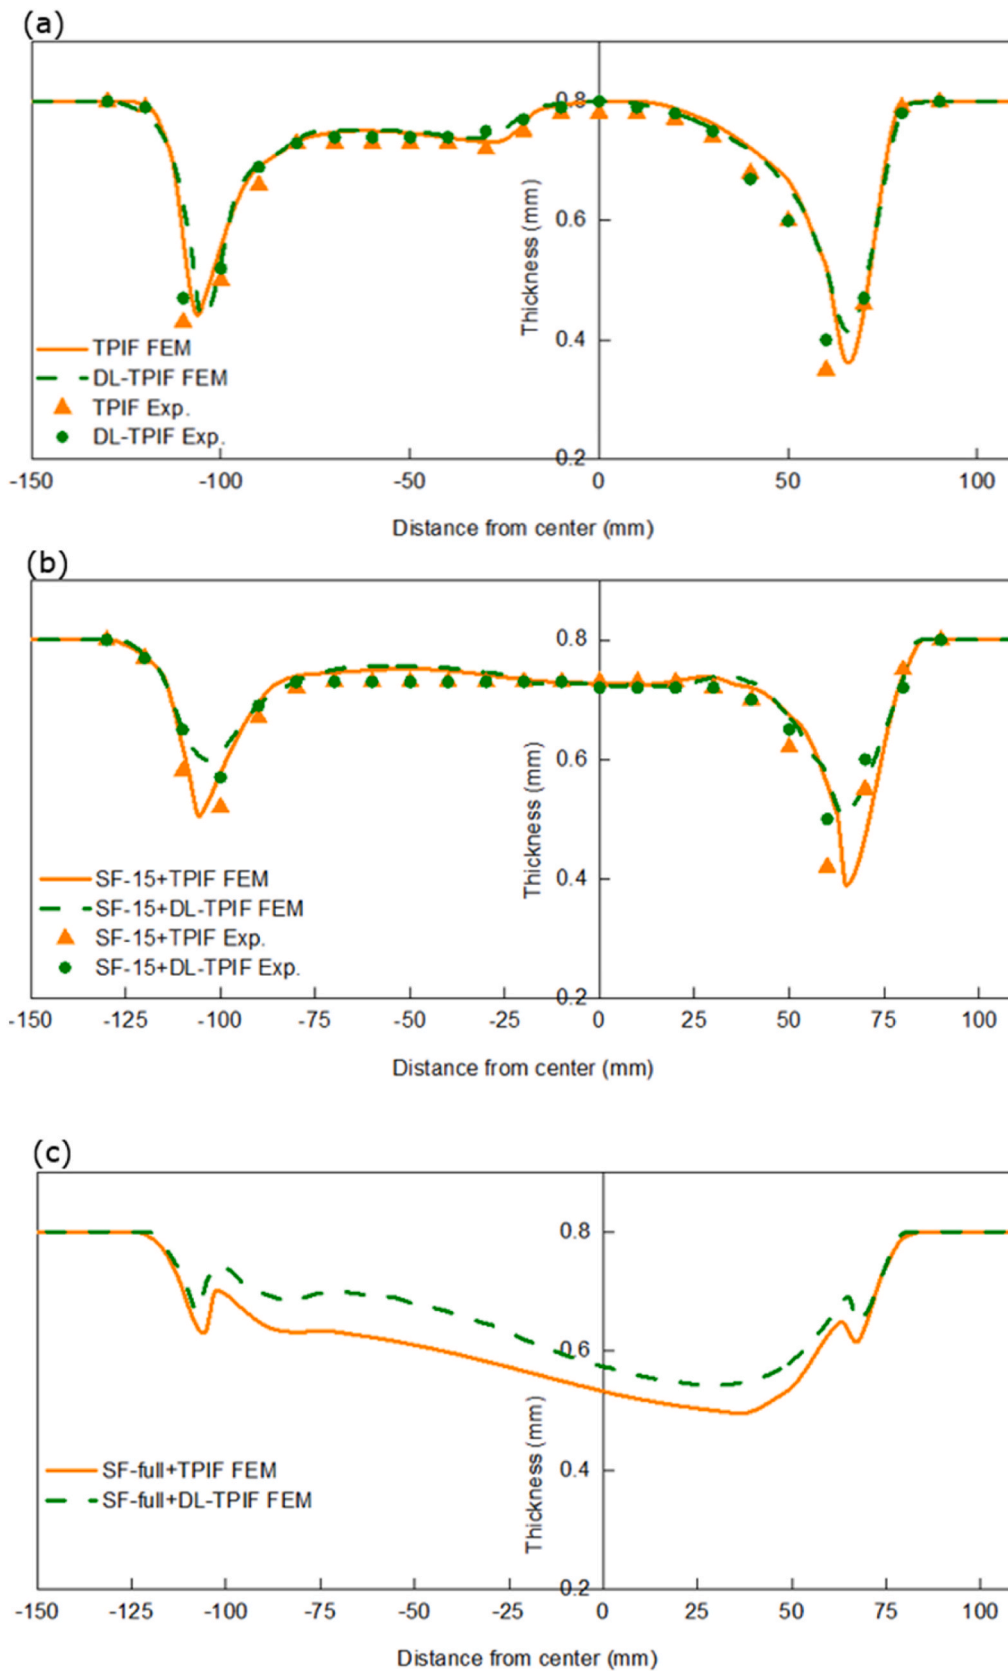 (a)
0.8
0.6
0.4
0.2
Thickness (mm)
TPIF FEM
DL-TPIF FEM
TPIF Exp.
DL-TPIF Exp.
-150 -100 -50 0 50 100
Distance from center (mm)
(b)
0.8
0.6
0.4
0.2
Thickness (mm)
SF-15+TPIF FEM
SF-15+DL-TPIF FEM
SF-15+TPIF Exp.
SF-15+DL-TPIF Exp.
-150 -125 -100 -75 -50 -25 0 25 50 75 100
Distance from center (mm)
(c)
0.8
0.6
0.4
0.2
Thickness (mm)
SF-full+TPIF FEM
SF-full+DL-TPIF FEM
-150 -125 -100 -75 -50 -25 0 25 50 75 100
Distance from center (mm)